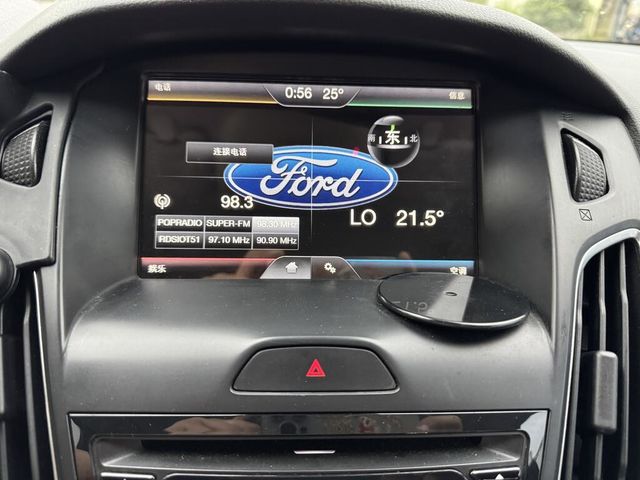 电话 0:56 25° 信息
连接电话 南 东 北
Ford
98.3 LO 21.5°
POPRADIO SUPER-FM 98.30 MHz
RDSIOT51 97.10 MHz 90.90 MHz
娱乐 空调